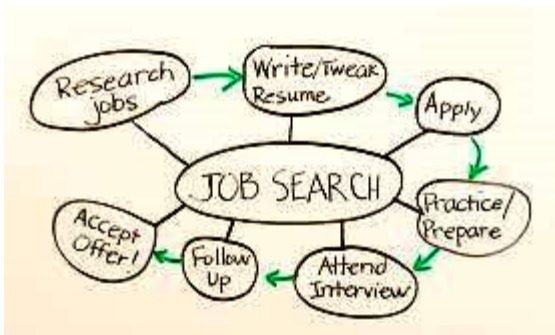 Research
jobs
Write/Tweak
Resume
Apply
JOB SEARCH
Practice/
Prepare
Attend
Interview
Follow
Up
Accept
Offer!